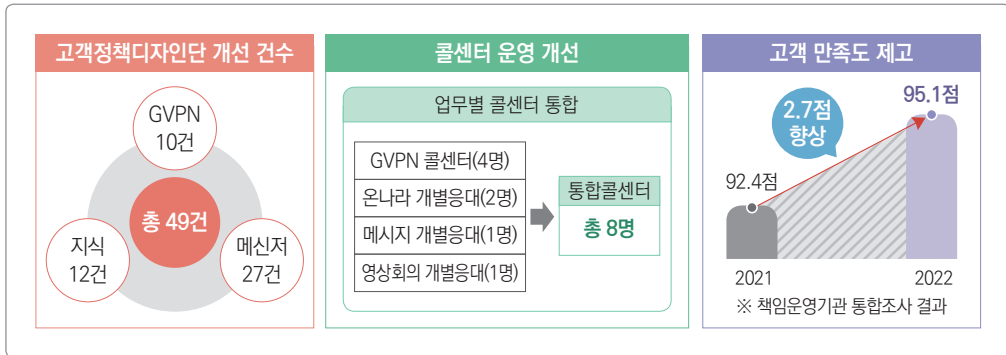 고객정책디자인단 개선 건수
GVPN
10건
총 49건
지식
12건
메신저
27건
콜센터 운영 개선
업무별 콜센터 통합
GVPN 콜센터(4명)
온나라 개별응대(2명)
메시지 개별응대(1명)
영상회의 개별응대(1명)
통합콜센터
총 8명
고객 만족도 제고
95.1점
2.7점
향상
92.4점
2021
2022
※ 책임운영기관 통합조사 결과